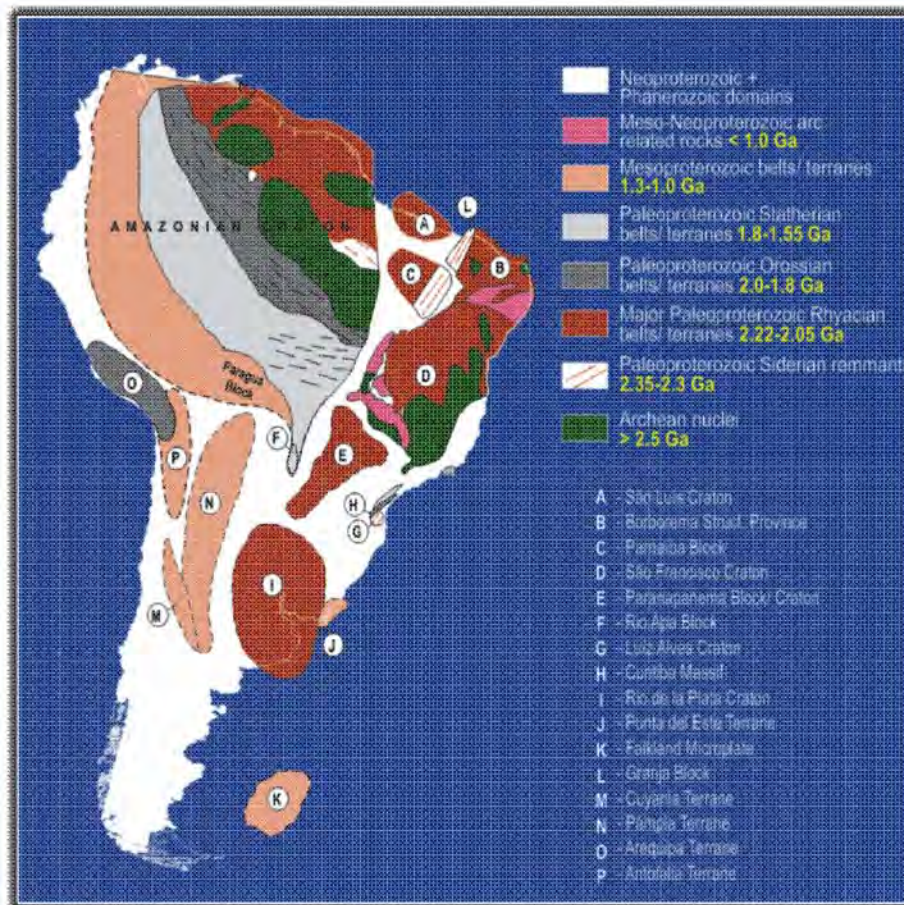 Neoproterozoic +
Phanerozoic domains
Meso-Neoproterozoic arc
related rocks < 1.0 Ga
Mesoproterozoic belts/ terranes
1.3-1.0 Ga
Paleoproterozoic Statherian
belts/ terranes 1.8-1.55 Ga
Paleoproterozoic Orossian
belts/ terranes 2.0-1.8 Ga
Major Paleoproterozoic Rhyacian
belts/ terranes 2.22-2.05 Ga
Paleoproterozoic Siderian remnant
2.35-2.3 Ga
Archean nuclei
> 2.5 Ga
A - São Luis Craton
B - Borborema Struct. Province
C - Parnaíba Block
D - São Francisco Craton
E - Paranapanema Block/ Craton
F - Rio Apa Block
G - Luiz Alves Craton
H - Curitiba Massif
I - Rio de la Plata Craton
J - Punta del Este Terrane
K - Falkland Microplate
L - Granja Block
M - Cuyania Terrane
N - Pampia Terrane
O - Arequipa Terrane
P - Antofalla Terrane
AMAZONIAN CRATON
Paragua
Block
L
A
C
B
D
O
F
E
P
N
H
G
I
M
J
K